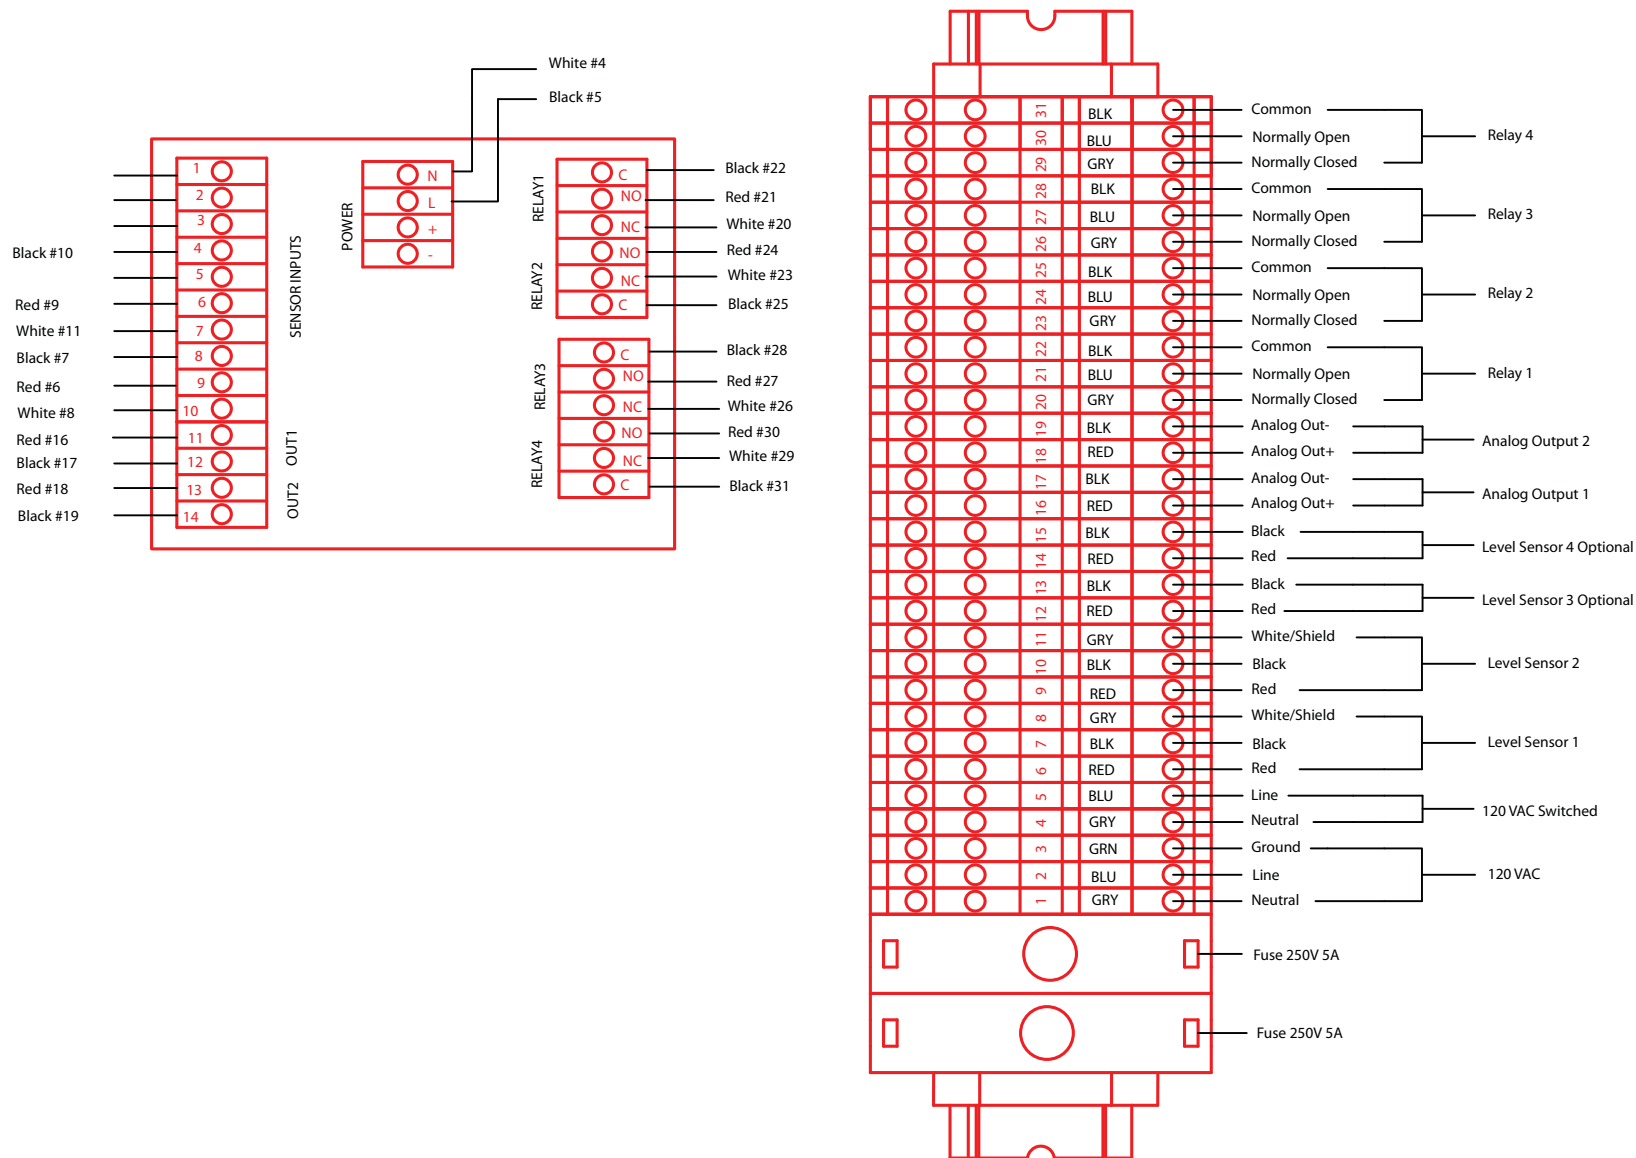 White #4
Black #5
1
2
3
Black #10 4
5
Red #9 6
White #11 7
Black #7 8
Red #6 9
White #8 10
Red #16 11
Black #17 12
Red #18 13
Black #19 14
SENSOR INPUTS
OUT1
OUT2
POWER
N
L
+
-
RELAY1
C Black #22
NO Red #21
NC White #20
RELAY2
NO Red #24
NC White #23
C Black #25
RELAY3
C Black #28
NO Red #27
NC White #26
RELAY4
NO Red #30
NC White #29
C Black #31
31 BLK Common
30 BLU Normally Open Relay 4
29 GRY Normally Closed
28 BLK Common
27 BLU Normally Open Relay 3
26 GRY Normally Closed
25 BLK Common
24 BLU Normally Open Relay 2
23 GRY Normally Closed
22 BLK Common
21 BLU Normally Open Relay 1
20 GRY Normally Closed
19 BLK Analog Out-
Analog Output 2
18 RED Analog Out+
17 BLK Analog Out-
Analog Output 1
16 RED Analog Out+
15 BLK Black
Level Sensor 4 Optional
14 RED Red
13 BLK Black
Level Sensor 3 Optional
12 RED Red
11 GRY White/Shield
10 BLK Black Level Sensor 2
9 RED Red
8 GRY White/Shield
7 BLK Black Level Sensor 1
6 RED Red
5 BLU Line
120 VAC Switched
4 GRY Neutral
3 GRN Ground
2 BLU Line 120 VAC
1 GRY Neutral
Fuse 250V 5A
Fuse 250V 5A